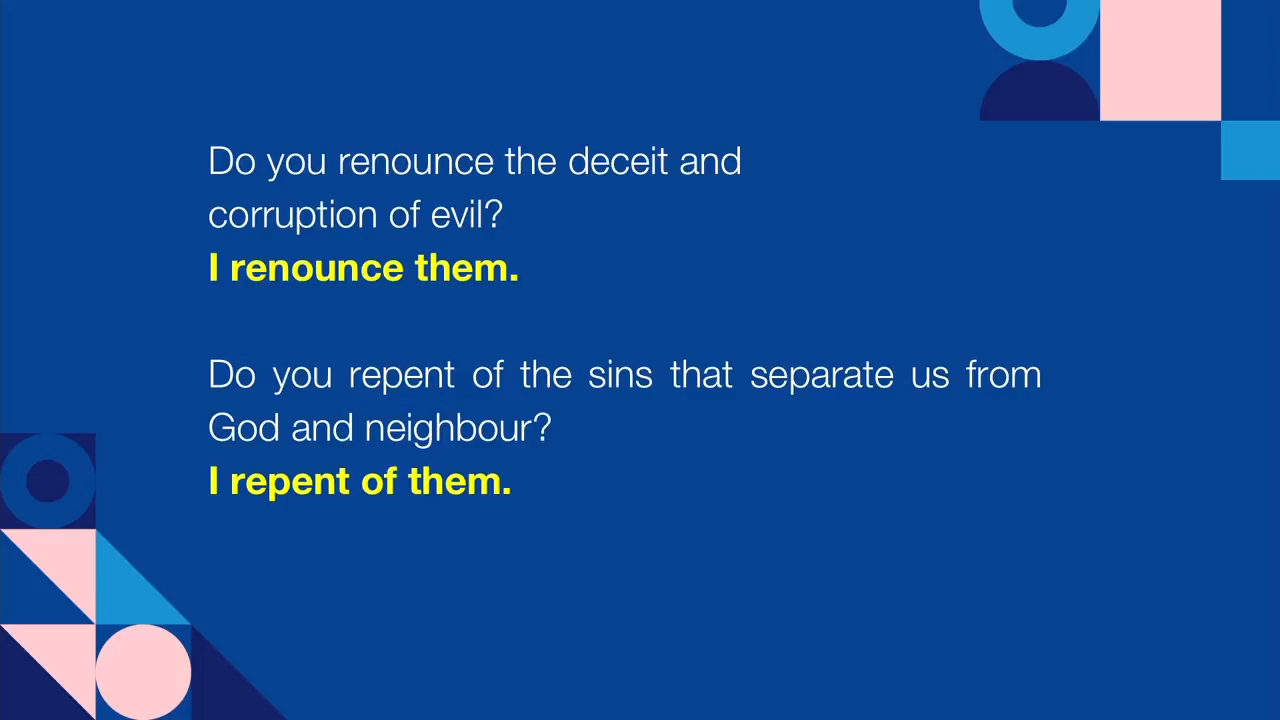 Do you renounce the deceit and
corruption of evil?
I renounce them.
Do you repent of the sins that separate us from
God and neighbour?
I repent of them.